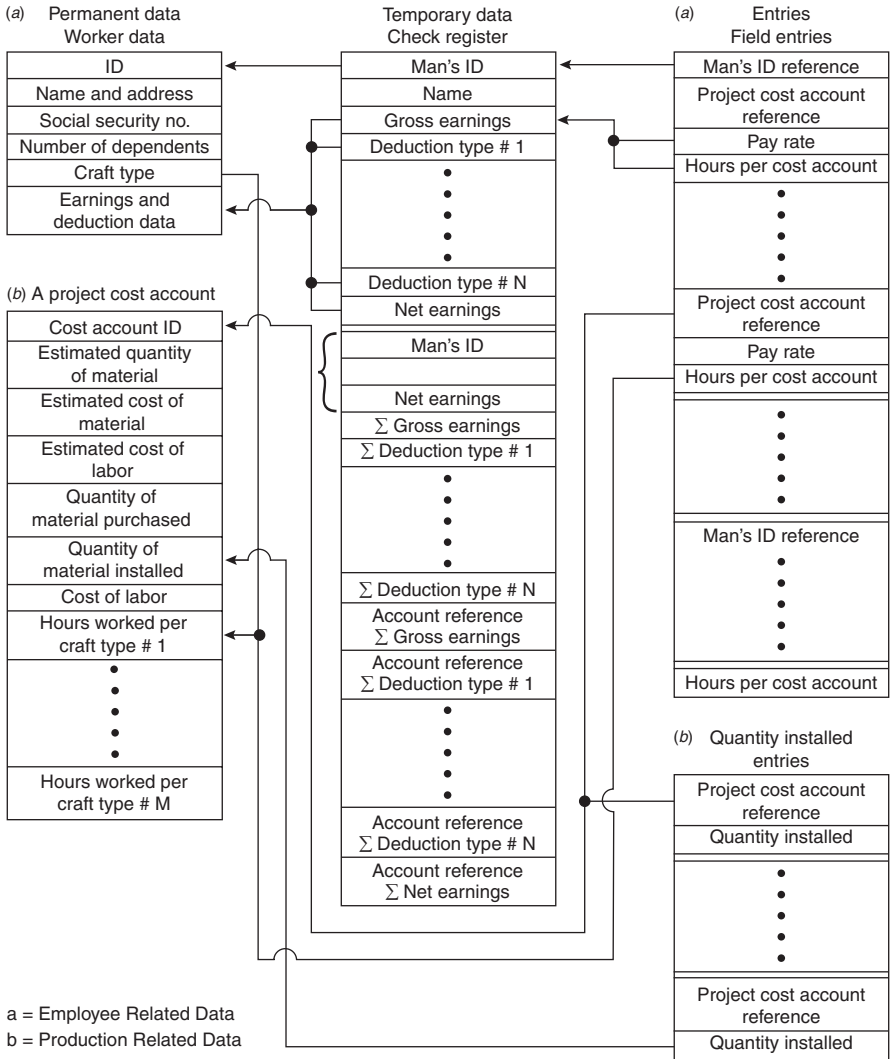 (a) Permanent data
Worker data
ID
Name and address
Social security no.
Number of dependents
Craft type
Earnings and
deduction data
(b) A project cost account
Cost account ID
Estimated quantity
of material
Estimated cost of
material
Estimated cost of
labor
Quantity of
material purchased
Quantity of
material installed
Cost of labor
Hours worked per
craft type # 1
Hours worked per
craft type # M
a = Employee Related Data
b = Production Related Data
Temporary data
Check register
Man's ID
Name
Gross earnings
Deduction type # 1
Deduction type # N
Net earnings
Man's ID
Net earnings
∑ Gross earnings
∑ Deduction type # 1
∑ Deduction type # N
Account reference
∑ Gross earnings
Account reference
∑ Deduction type # 1
Account reference
∑ Deduction type # N
Account reference
∑ Net earnings
(a) Entries
Field entries
Man's ID reference
Project cost account
reference
Pay rate
Hours per cost account
Project cost account
reference
Pay rate
Hours per cost account
Man's ID reference
Hours per cost account
(b) Quantity installed
entries
Project cost account
reference
Quantity installed
Project cost account
reference
Quantity installed